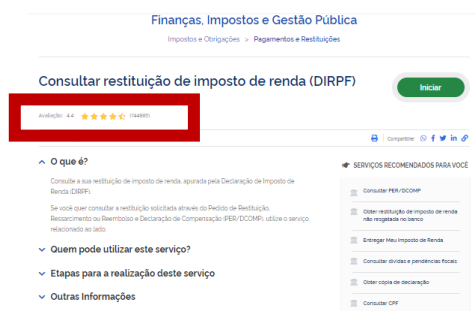 Finanças, Impostos e Gestão Pública
Impostos e Obrigações > Pagamentos e Restituições
Consultar restituição de imposto de renda (DIRPF)
Iniciar
Avaliação: 4.4
Compartilhe:
O que é?
Consulte a sua restituição de imposto de renda, apurada pela Declaração de Imposto de
Renda (DIRPF).
Se você quer consultar a restituição solicitada através do Pedido de Restituição,
Ressarcimento ou Reembolso e Declaração de Compensação (PER/DCOMP), utilize o serviço
relacionado ao lado.
Quem pode utilizar este serviço?
Etapas para a realização deste serviço
Outras Informações
SERVIÇOS RECOMENDADOS PARA VOCÊ
Consultar PER/DCOMP
Obter restituição de imposto de renda
não resgatada no banco
Entregar Meu Imposto de Renda
Consultar dívidas e pendências fiscais
Obter cópia de declaração
Consultar CPF